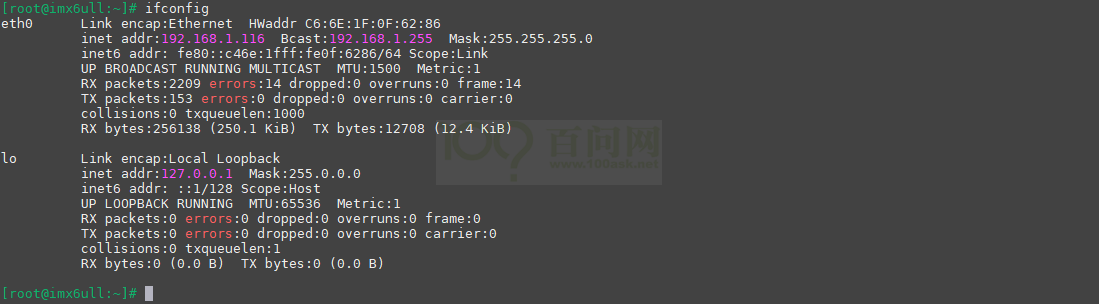 [root@imx6ull:~]# ifconfig
eth0      Link encap:Ethernet  HWaddr C6:6E:1F:0F:62:86
          inet addr:192.168.1.116  Bcast:192.168.1.255  Mask:255.255.255.0
          inet6 addr: fe80::c46e:1fff:fe0f:6286/64 Scope:Link
          UP BROADCAST RUNNING MULTICAST  MTU:1500  Metric:1
          RX packets:2209 errors:14 dropped:0 overruns:0 frame:14
          TX packets:153 errors:0 dropped:0 overruns:0 carrier:0
          collisions:0 txqueuelen:1000
          RX bytes:256138 (250.1 KiB)  TX bytes:12708 (12.4 KiB)
百问网
www.100ask.net
lo        Link encap:Local Loopback
          inet addr:127.0.0.1  Mask:255.0.0.0
          inet6 addr: ::1/128 Scope:Host
          UP LOOPBACK RUNNING  MTU:65536  Metric:1
          RX packets:0 errors:0 dropped:0 overruns:0 frame:0
          TX packets:0 errors:0 dropped:0 overruns:0 carrier:0
          collisions:0 txqueuelen:1
          RX bytes:0 (0.0 B)  TX bytes:0 (0.0 B)
[root@imx6ull:~]#